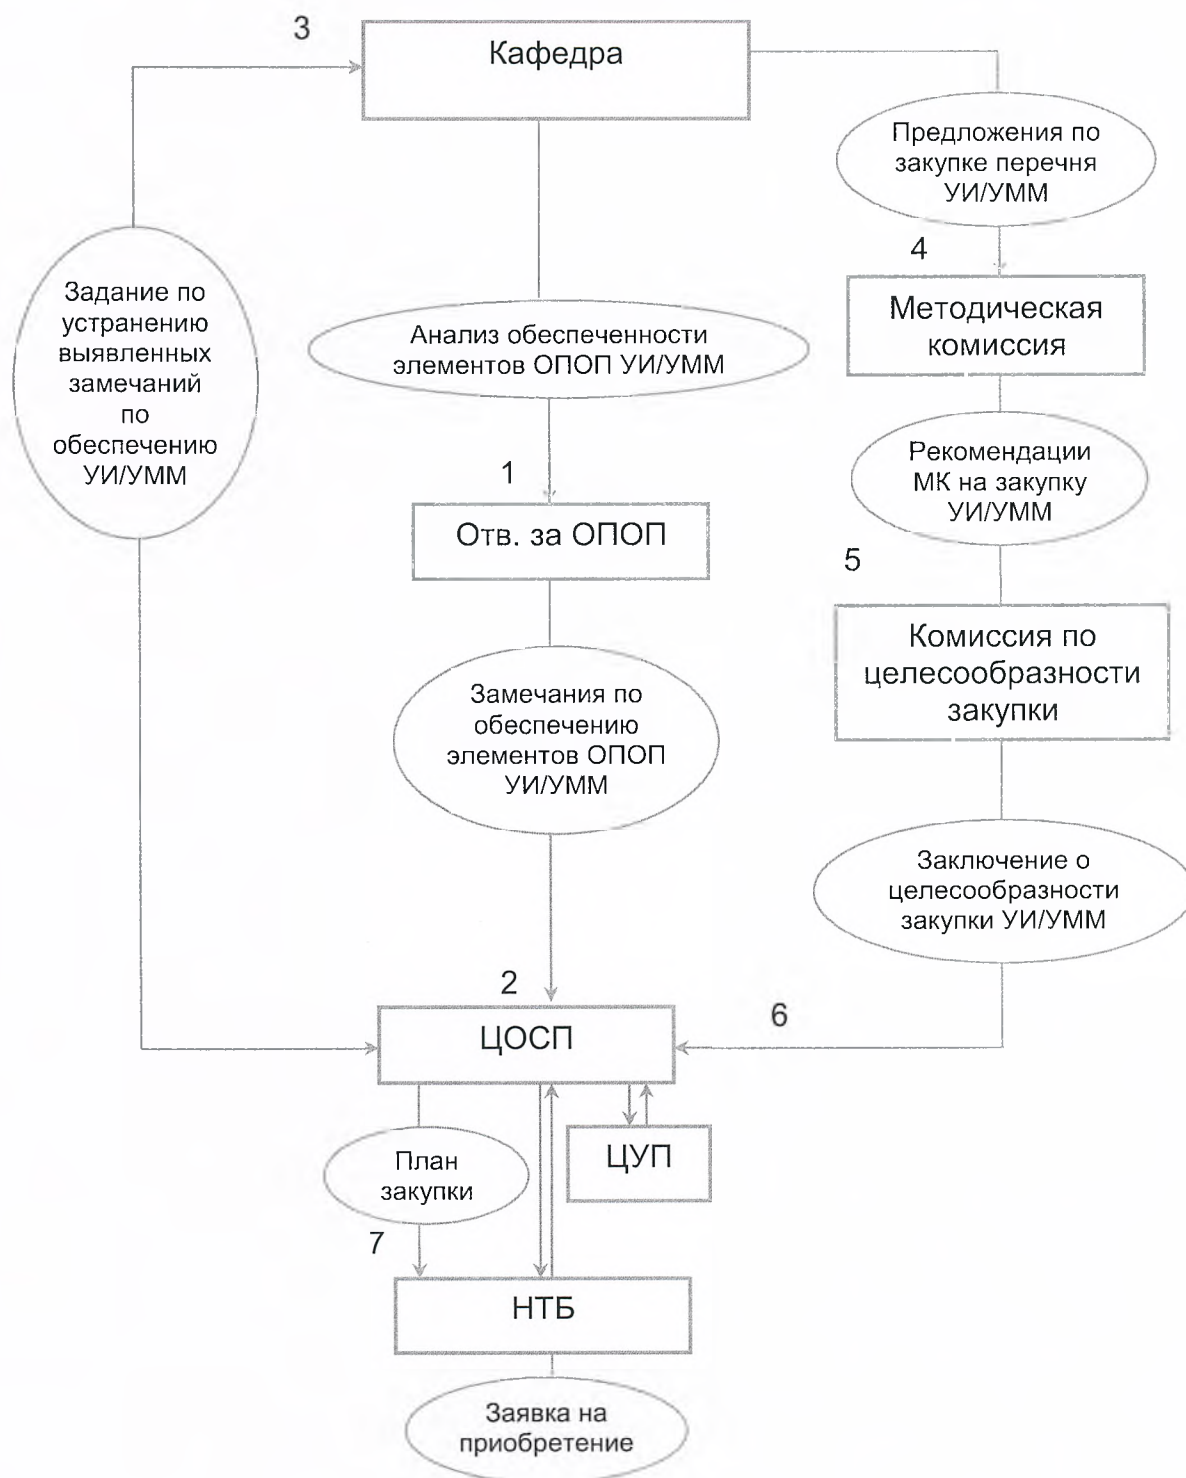 3
Кафедра
Предложения по
закупке перечня
УИ/УММ
4
Методическая
комиссия
Задание по
устранению
выявленных
замечаний
по
обеспечению
УИ/УММ
Анализ обеспеченности
элементов ОПОП УИ/УММ
1
Отв. за ОПОП
Рекомендации
МК на закупку
УИ/УММ
5
Комиссия по
целесообразности
закупки
Замечания по
обеспечению
элементов ОПОП
УИ/УММ
Заключение о
целесообразности
закупки УИ/УММ
2
6
ЦОСП
План
закупки
ЦУП
7
НТБ
Заявка на
приобретение